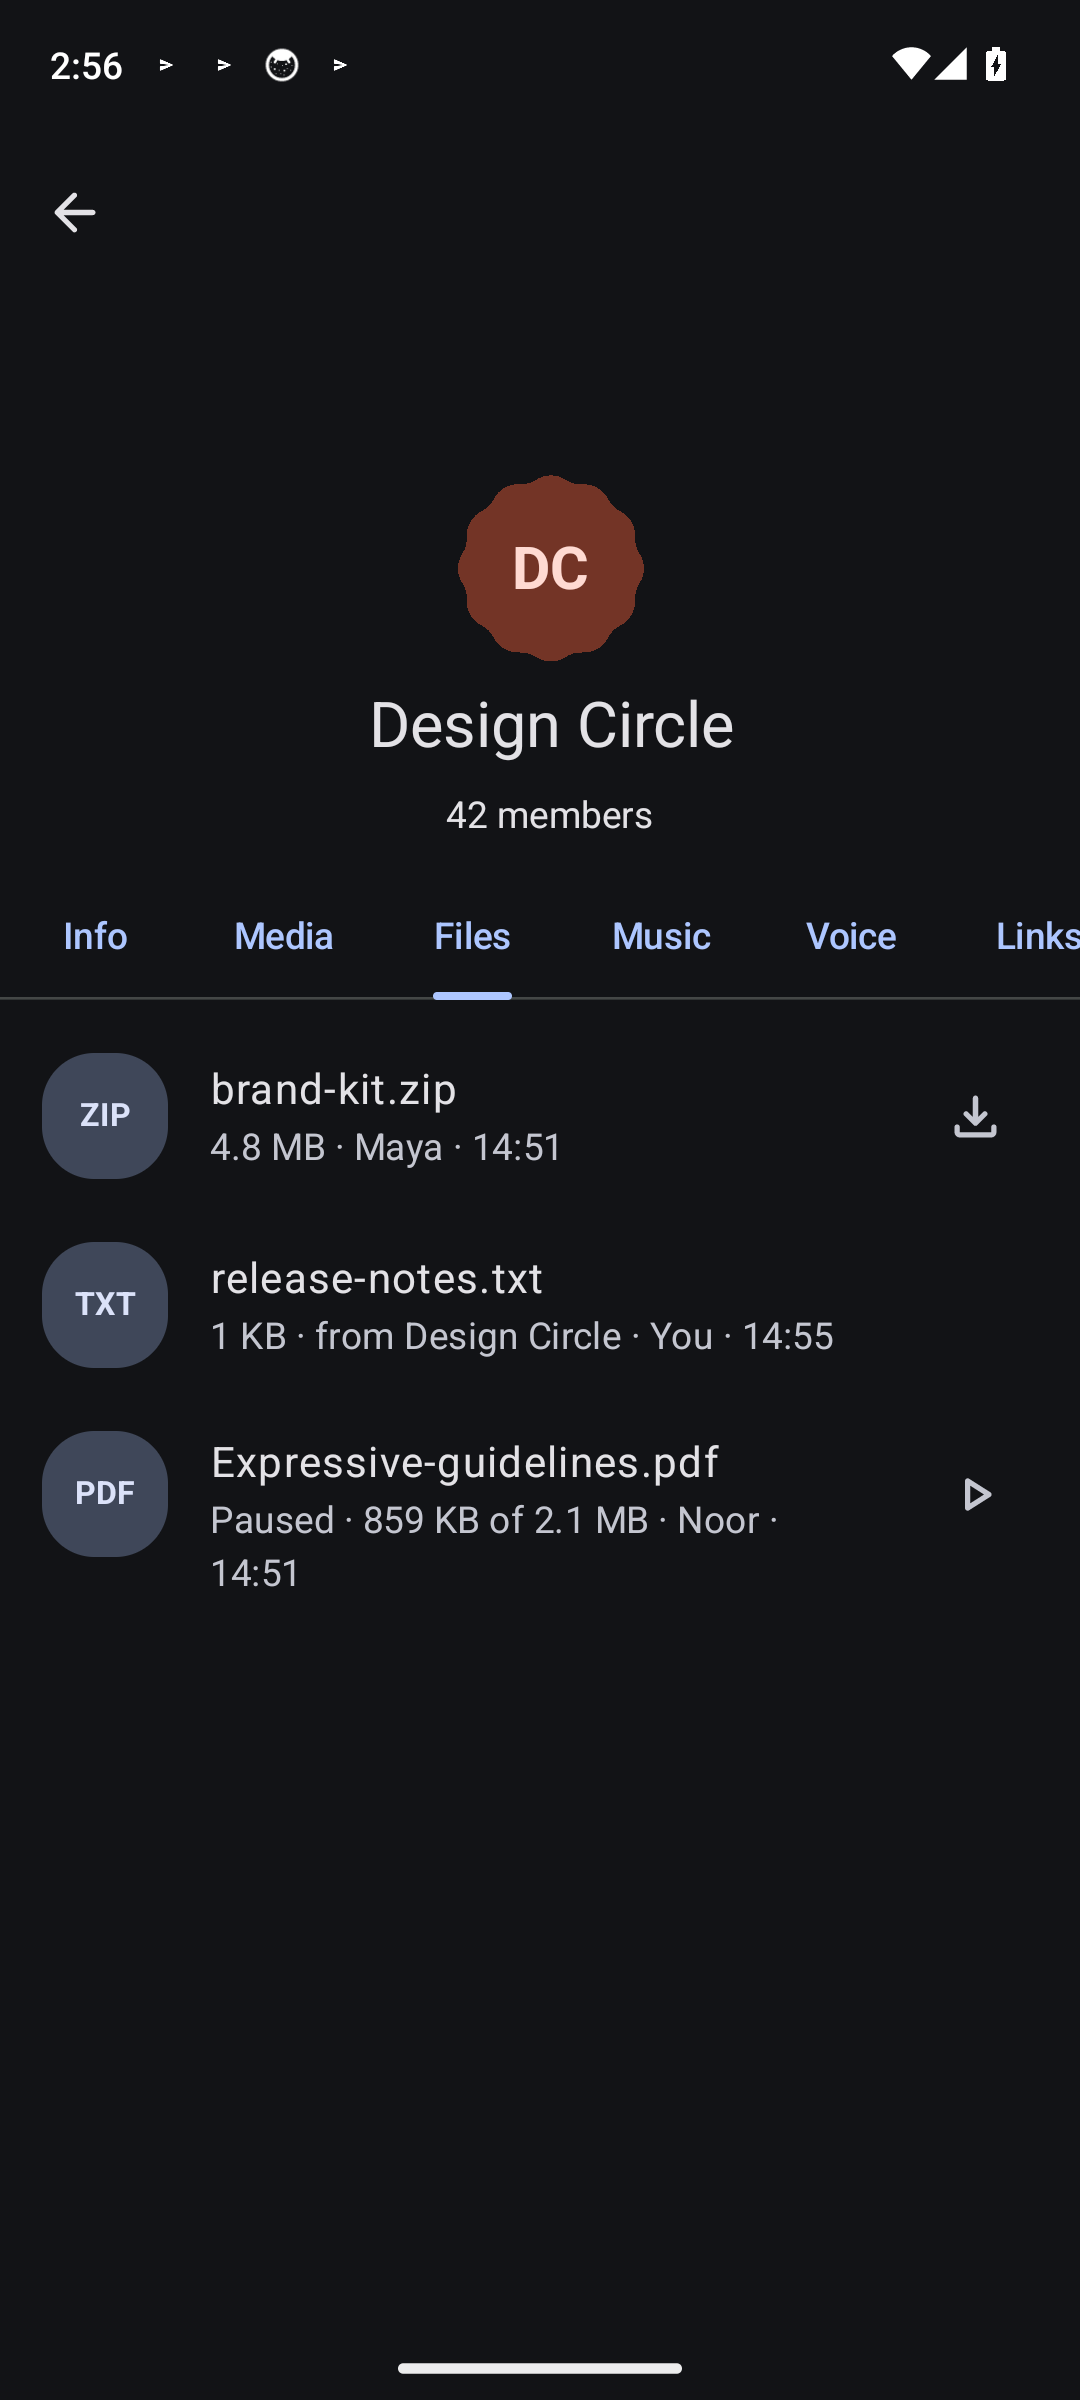 2:56
DC
Design Circle
42 members
Info Media Files Music Voice Links
ZIP
brand-kit.zip
4.8 MB · Maya · 14:51
TXT
release-notes.txt
1 KB · from Design Circle · You · 14:55
PDF
Expressive-guidelines.pdf
Paused · 859 KB of 2.1 MB · Noor ·
14:51